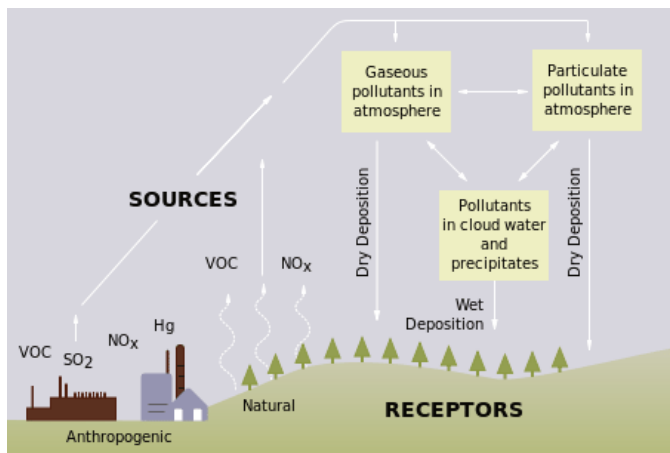 Gaseous
pollutants in
atmosphere
Particulate
pollutants in
atmosphere
SOURCES
Dry Deposition
Pollutants
in cloud water
and
precipitates
Dry Deposition
VOC
NOx
Wet
Deposition
VOC
SO2
NOx
Hg
Natural
RECEPTORS
Anthropogenic